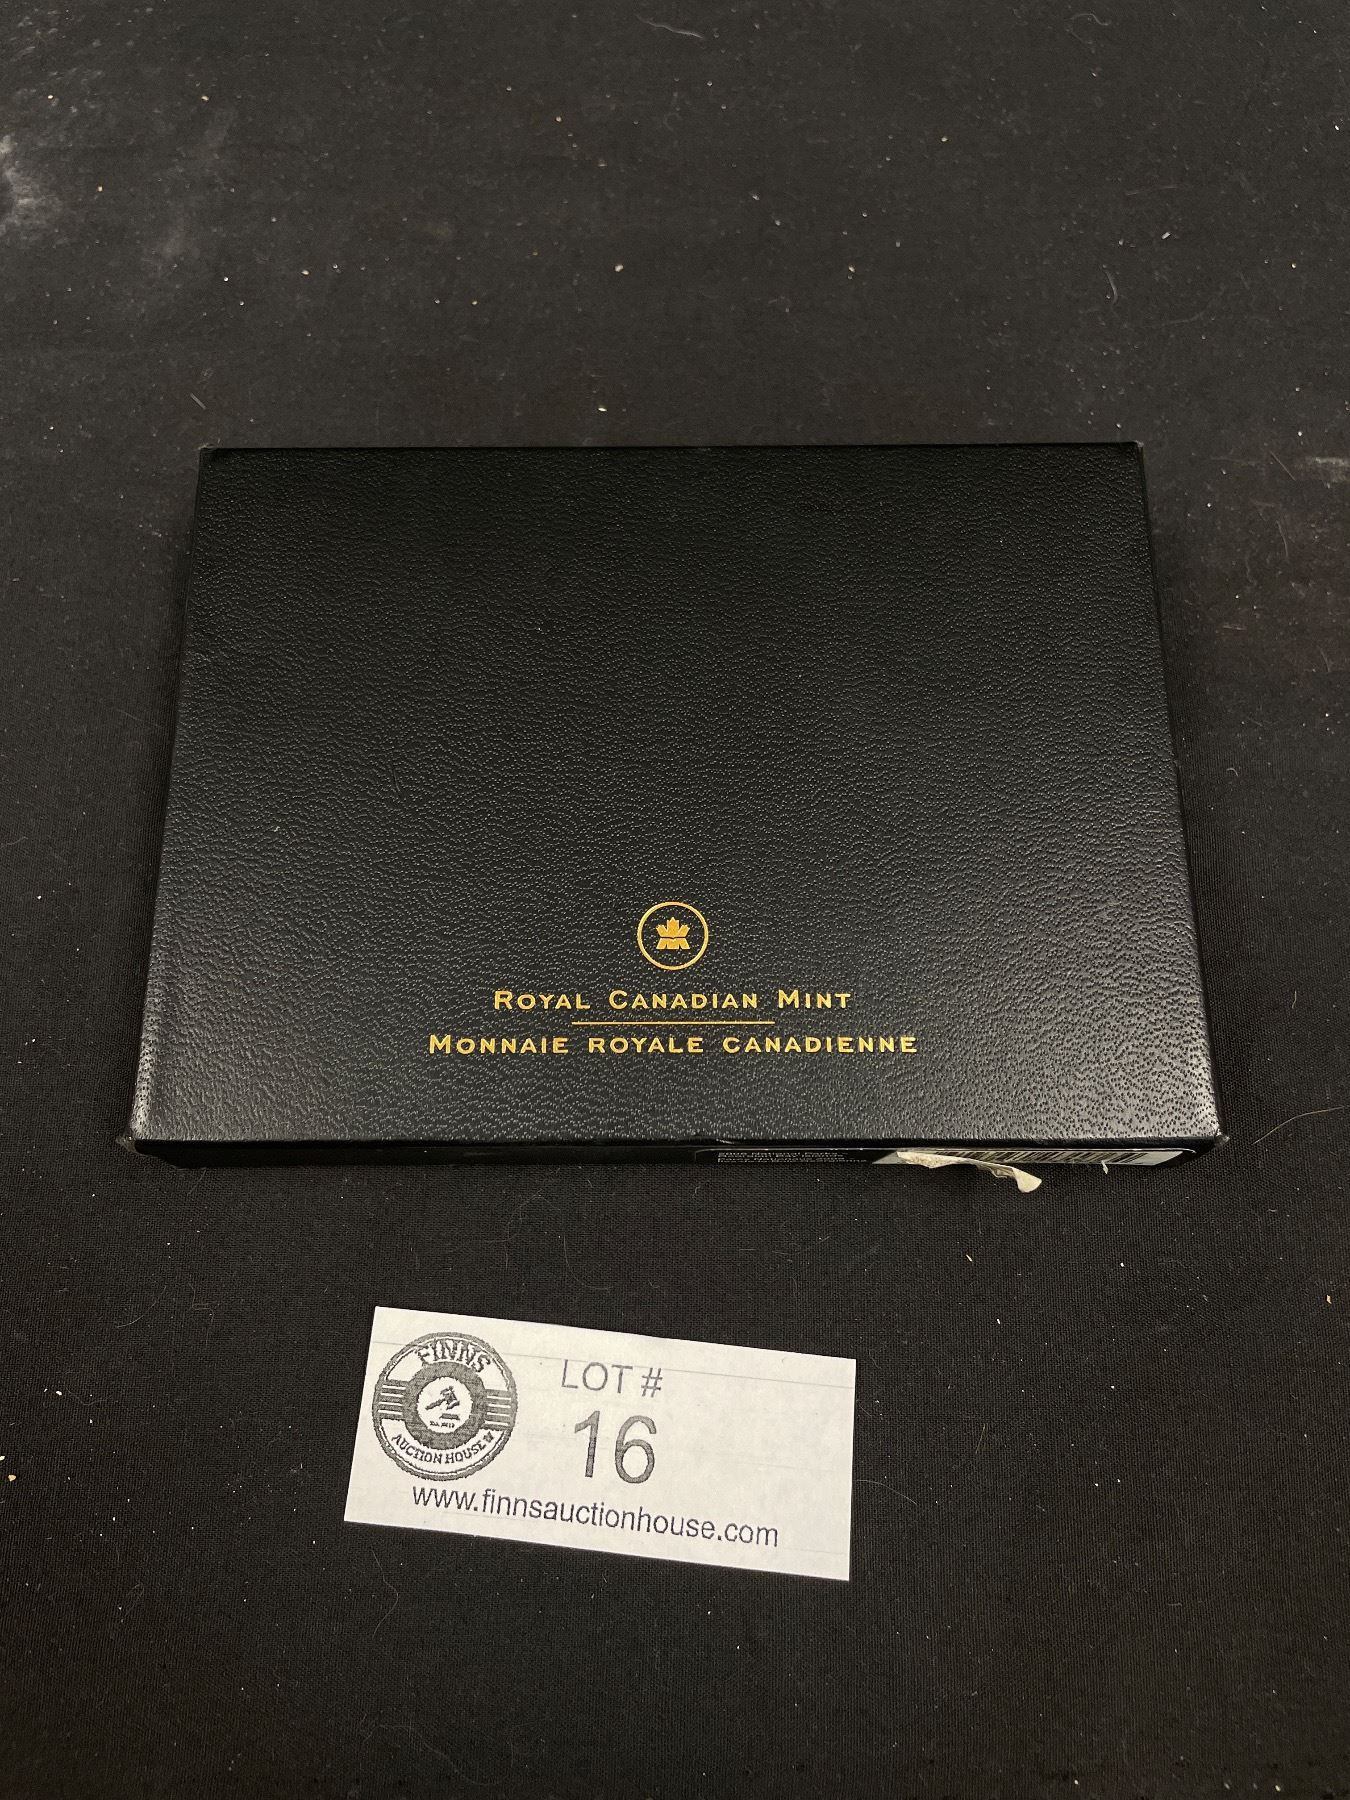 ROYAL CANADIAN MINT
MONNAIE ROYALE CANADIENNE
FINNS
AUCTION HOUSE
LOT #
16
www.finnsauctionhouse.com